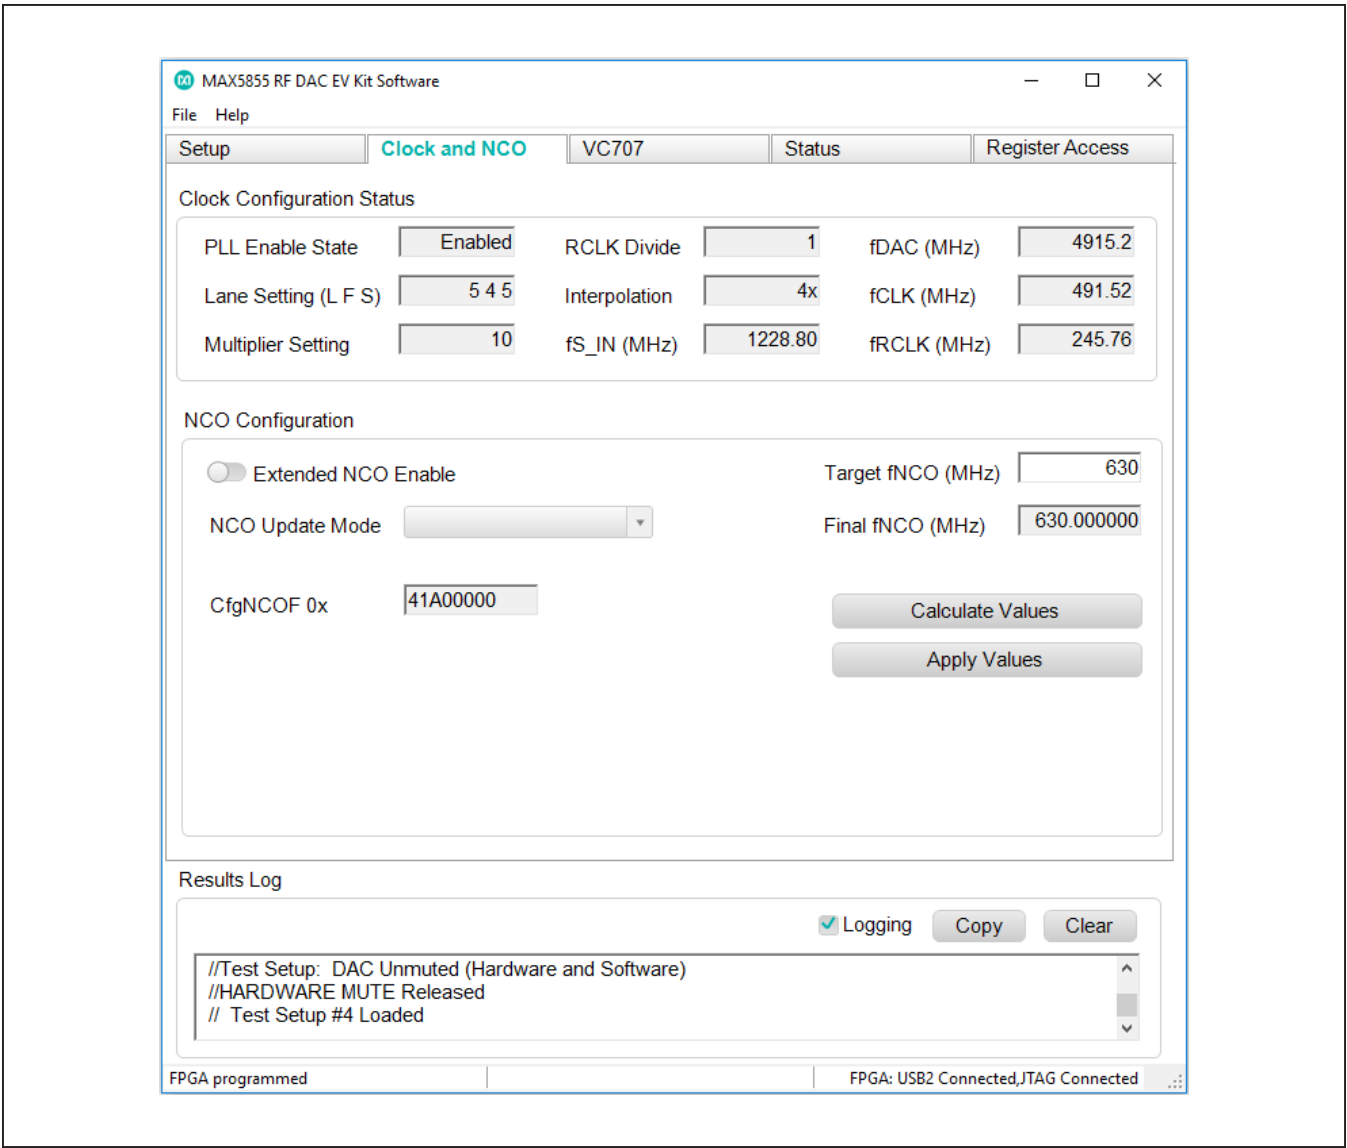 MAX5855 RF DAC EV Kit Software
File Help
Setup Clock and NCO VC707 Status Register Access
Clock Configuration Status
PLL Enable State Enabled RCLK Divide 1 fDAC (MHz) 4915.2
Lane Setting (L F S) 5 4 5 Interpolation 4x fCLK (MHz) 491.52
Multiplier Setting 10 fS_IN (MHz) 1228.80 fRCLK (MHz) 245.76
NCO Configuration
Extended NCO Enable Target fNCO (MHz) 630
NCO Update Mode Final fNCO (MHz) 630.000000
CfgNCOF 0x 41A00000 Calculate Values
Apply Values
Results Log
Logging Copy Clear
//Test Setup: DAC Unmuted (Hardware and Software)
//HARDWARE MUTE Released
// Test Setup #4 Loaded
FPGA programmed FPGA: USB2 Connected,JTAG Connected